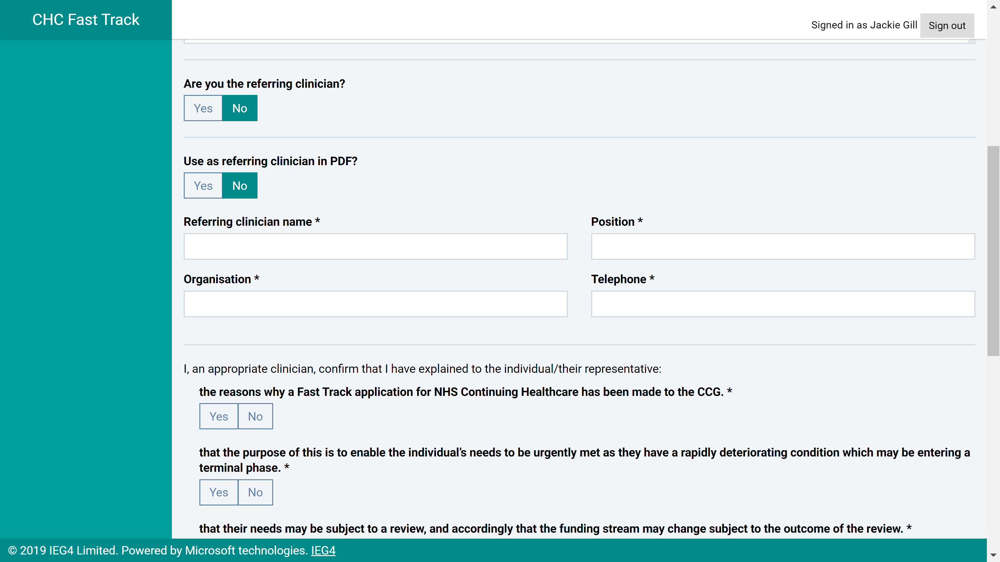 CHC Fast Track
Signed in as Jackie Gill
Sign out
Are you the referring clinician?
Yes No
Use as referring clinician in PDF?
Yes No
Referring clinician name *
Position *
Organisation *
Telephone *
I, an appropriate clinician, confirm that I have explained to the individual/their representative:
the reasons why a Fast Track application for NHS Continuing Healthcare has been made to the CCG. *
Yes No
that the purpose of this is to enable the individual’s needs to be urgently met as they have a rapidly deteriorating condition which may be entering a
terminal phase. *
Yes No
that their needs may be subject to a review, and accordingly that the funding stream may change subject to the outcome of the review. *
© 2019 IEG4 Limited. Powered by Microsoft technologies. IEG4